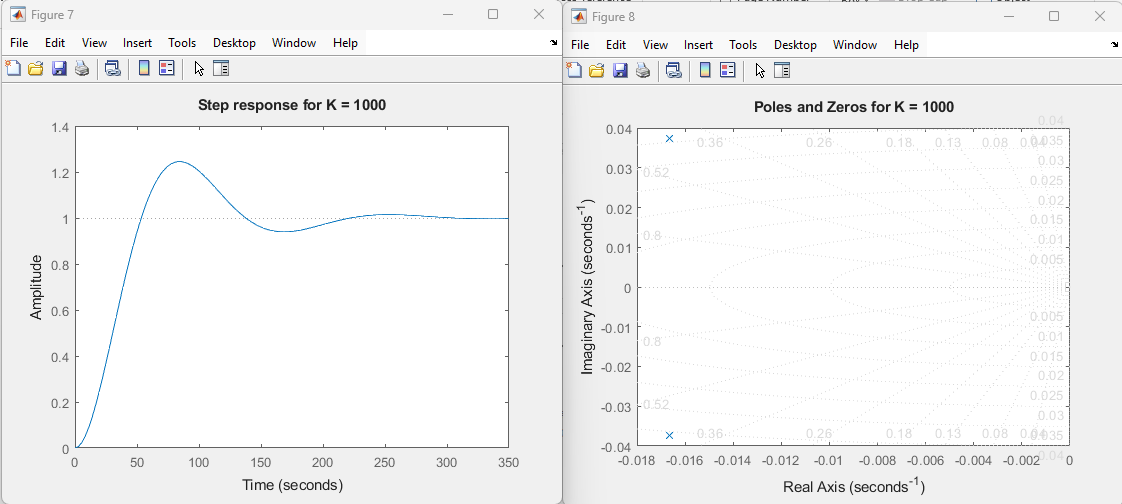 Figure 7
File Edit View Insert Tools Desktop Window Help
Step response for K = 1000
1.4
1.2
1
0.8
0.6
0.4
0.2
0
Amplitude
0 50 100 150 200 250 300 350
Time (seconds)
Figure 8
File Edit View Insert Tools Desktop Window Help
Poles and Zeros for K = 1000
0.04
0.03
0.02
0.01
0
-0.01
-0.02
-0.03
-0.04
Imaginary Axis (seconds-1)
0.04
0.36 0.26 0.18 0.13 0.08 0.04 0.035
0.03
0.52
0.025
0.02
0.015
0.8
0.01
0.005
0.005
0.01
0.8
0.015
0.02
0.025
0.52
0.03
0.36 0.26 0.18 0.13 0.08 0.035
0.04
-0.018 -0.016 -0.014 -0.012 -0.01 -0.008 -0.006 -0.004 -0.002 0
Real Axis (seconds-1)